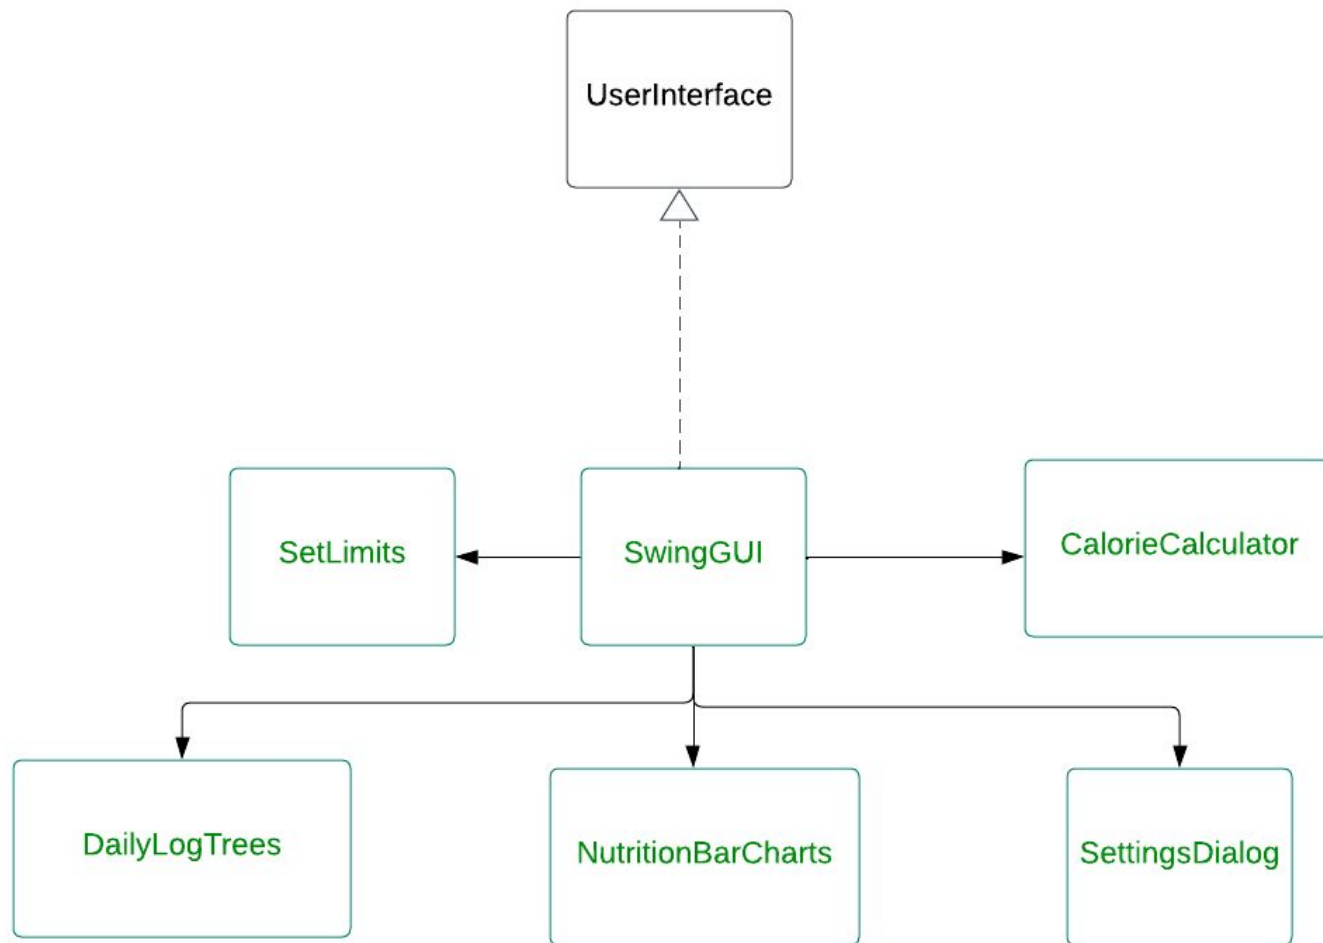 UserInterface
SetLimits
SwingGUI
CalorieCalculator
DailyLogTrees
NutritionBarCharts
SettingsDialog